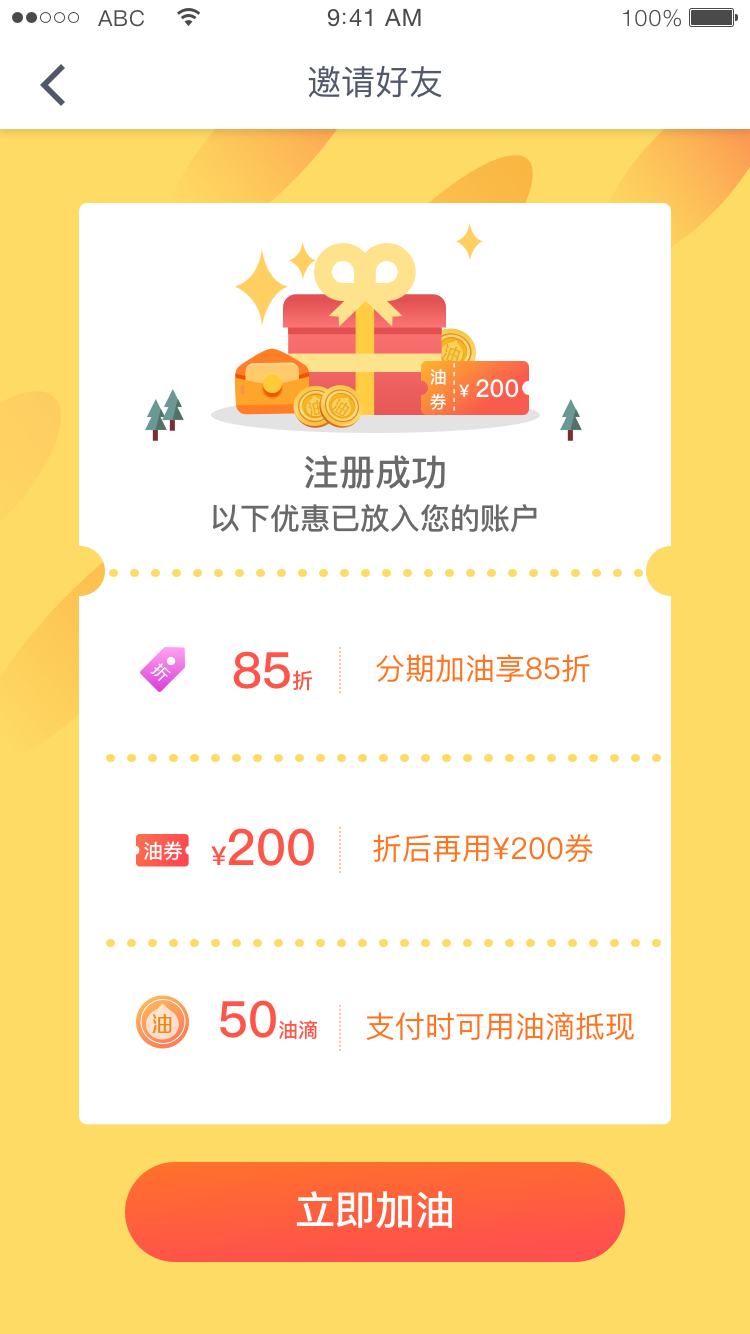 ABC 9:41 AM 100%
邀请好友
油
油券 ¥ 200
油 油
注册成功
以下优惠已放入您的账户
折 85折 分期加油享85折
油券 ¥200 折后再用¥200券
油 50油滴 支付时可用油滴抵现
立即加油